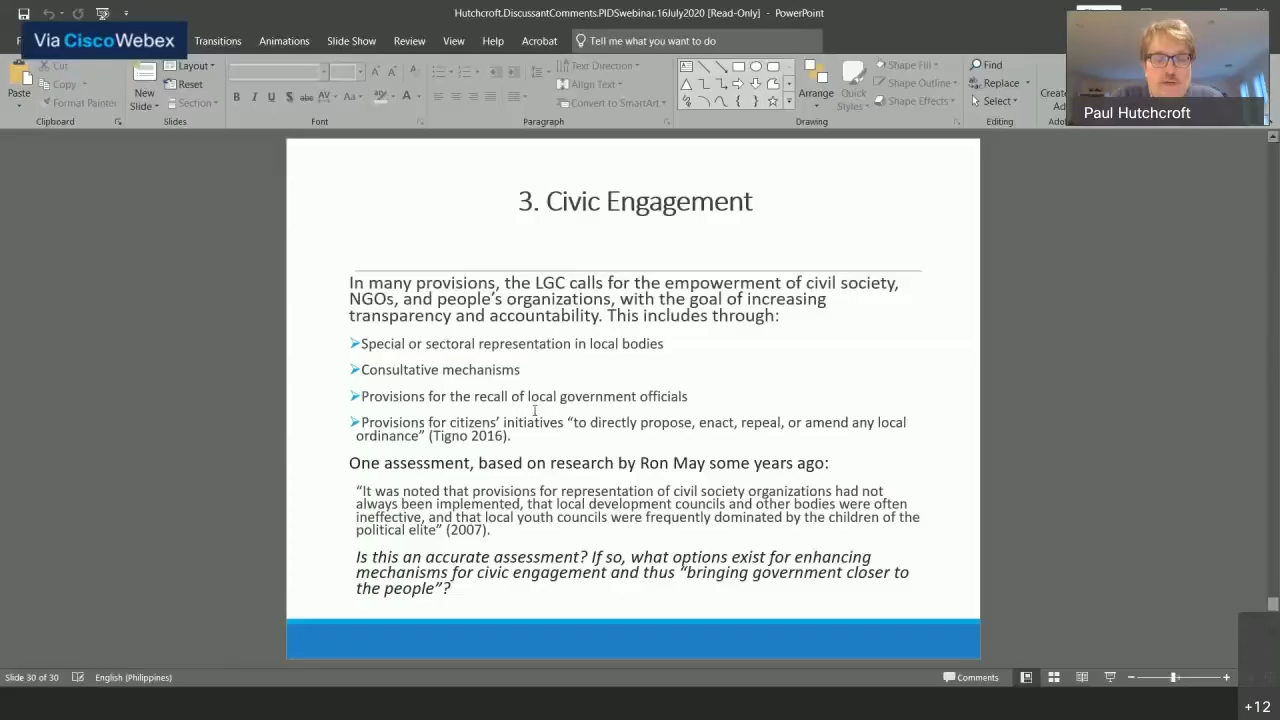 Hutchcroft.DiscussantComments.PIDSwebinar.16July2020 [Read-Only] - PowerPoint
Via CiscoWebex
Transitions Animations Slide Show Review View Help Acrobat Tell me what you want to do
Paste
Cut
Copy
Format Painter
Clipboard
New
Slide
Layout
Reset
Section
Slides
B I U S abc AV Aa A
Font
Text Direction
Align Text
Convert to SmartArt
Paragraph
Arrange
Quick
Styles
Shape Fill
Shape Outline
Shape Effects
Drawing
Find
Replace
Select
Editing
Paul Hutchcroft
3. Civic Engagement
In many provisions, the LGC calls for the empowerment of civil society,
NGOs, and people's organizations, with the goal of increasing
transparency and accountability. This includes through:
Special or sectoral representation in local bodies
Consultative mechanisms
Provisions for the recall of local government officials
Provisions for citizens' initiatives “to directly propose, enact, repeal, or amend any local
ordinance” (Tigno 2016).
One assessment, based on research by Ron May some years ago:
“It was noted that provisions for representation of civil society organizations had not
always been implemented, that local development councils and other bodies were often
ineffective, and that local youth councils were frequently dominated by the children of the
political elite” (2007).
Is this an accurate assessment? If so, what options exist for enhancing
mechanisms for civic engagement and thus “bringing government closer to
the people”?
Slide 30 of 30 English (Philippines) Comments
+12